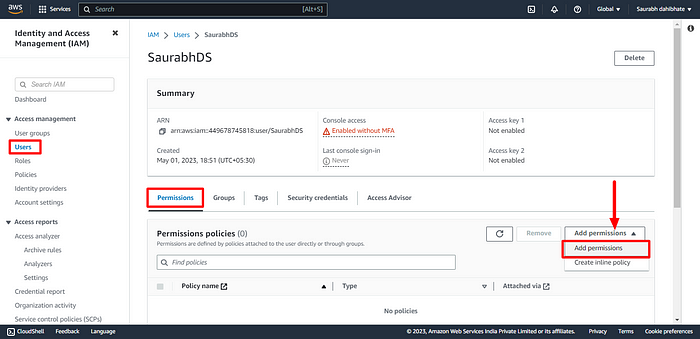 aws
Services
Search
[Alt+S]
Global
Saurabh dahibhate
Identity and Access
Management (IAM)
Search IAM
Dashboard
Access management
User groups
Users
Roles
Policies
Identity providers
Account settings
Access reports
Access analyzer
Archive rules
Analyzers
Settings
Credential report
Organization activity
Service control policies (SCPs)
IAM > Users > SaurabhDS
SaurabhDS
Delete
Summary
ARN
arn:aws:iam::449678745818:user/SaurabhDS
Console access
Enabled without MFA
Access key 1
Not enabled
Created
May 01, 2023, 18:51 (UTC+05:30)
Last console sign-in
Never
Access key 2
Not enabled
Permissions
Groups
Tags
Security credentials
Access Advisor
Permissions policies (0)
Permissions are defined by policies attached to the user directly or through groups.
Remove
Add permissions
Add permissions
Create inline policy
Find policies
Policy name
Type
Attached via
No policies
CloudShell
Feedback
Language
© 2023, Amazon Web Services India Private Limited or its affiliates.
Privacy
Terms
Cookie preferences